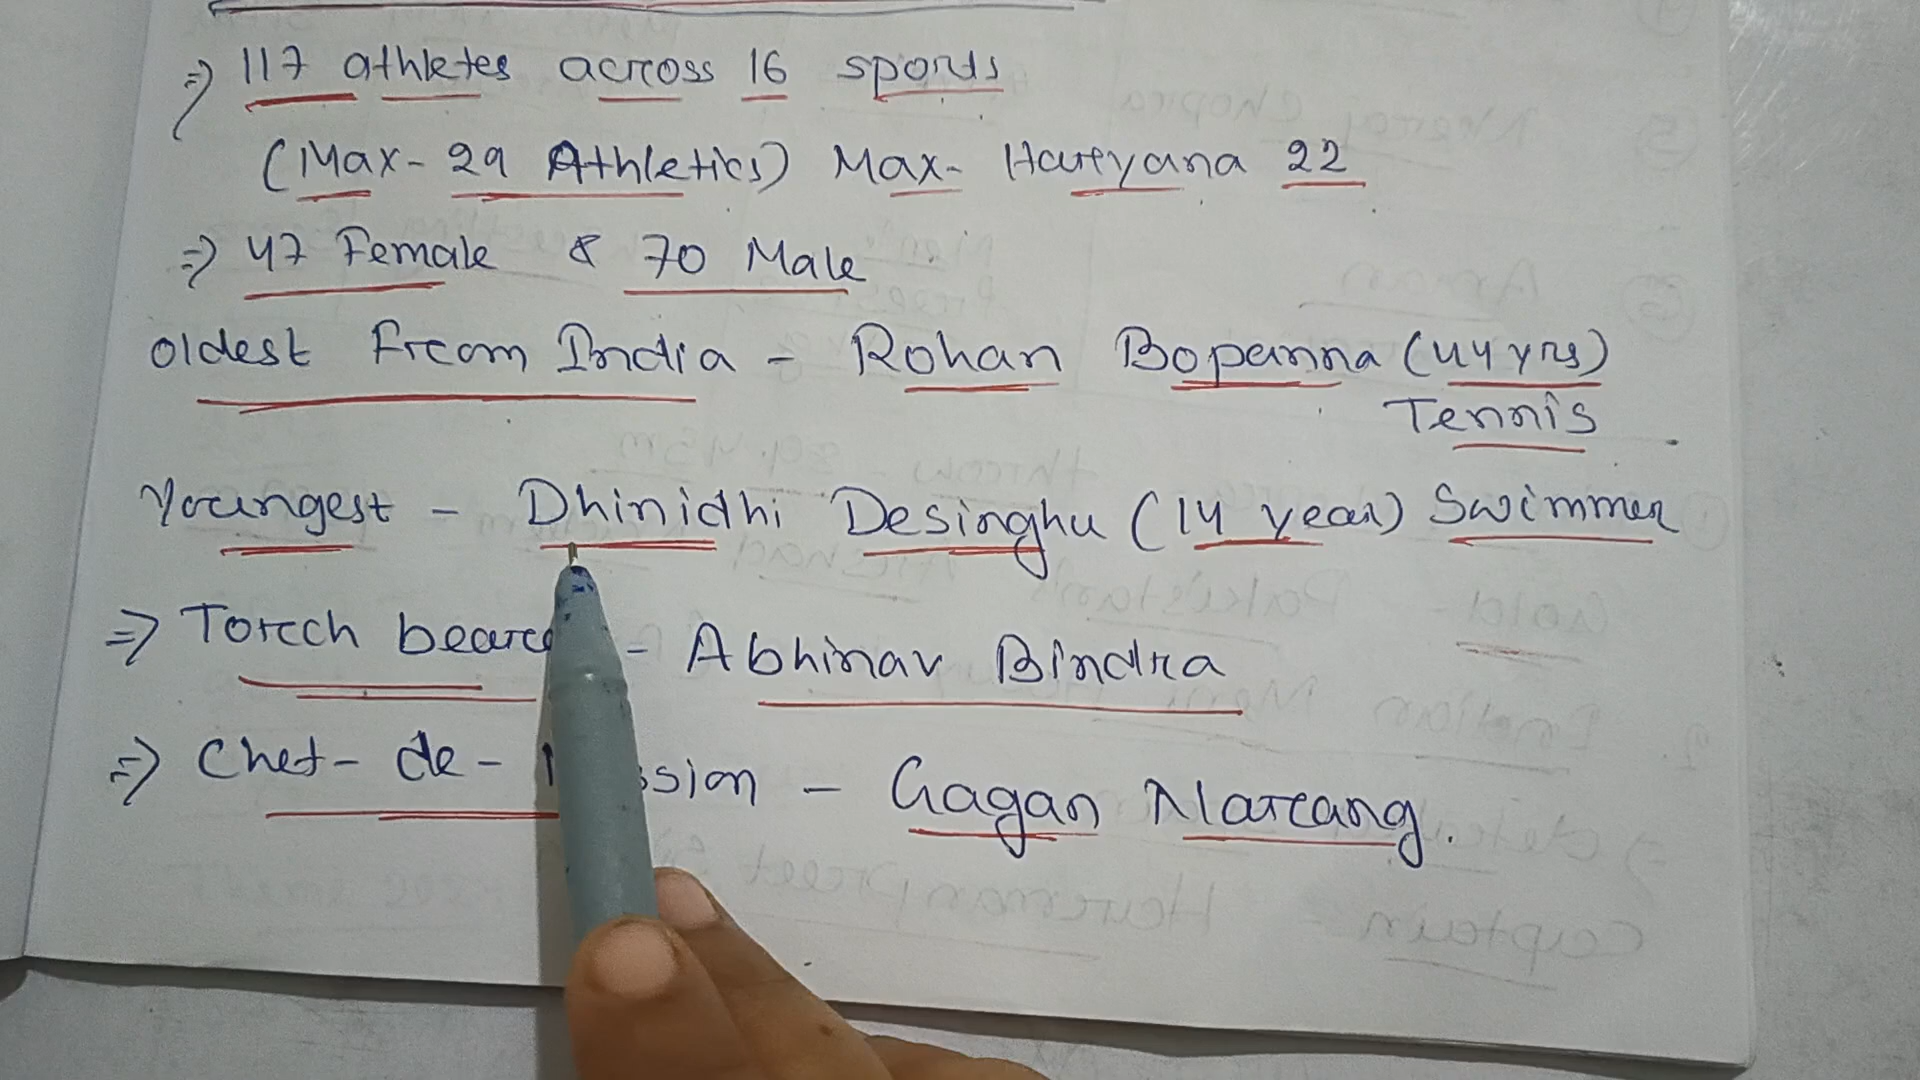 ⇒ 117 athletes across 16 sports
(Max- 29 Athletics) Max- Haryana 22
⇒ 47 Female & 70 Male
Oldest From India - Rohan Bopanna (44 yrs)
Tennis
Youngest - Dhinidhi Desinghu (14 year) Swimmer
⇒ Torch - Abhinav Bindra
⇒ Chef- de- - Gagan Narang.